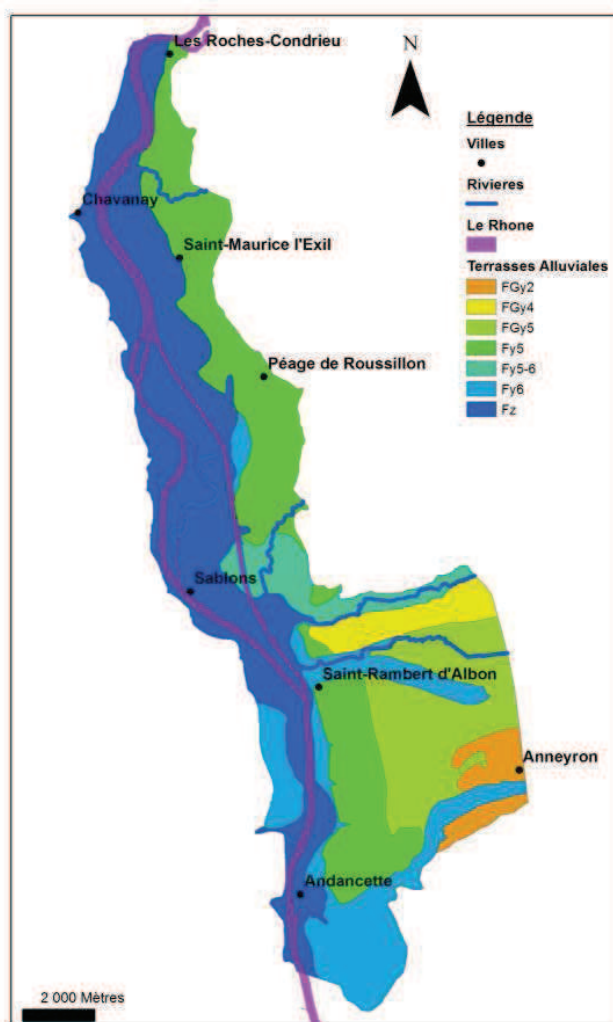 Les Roches-Condrieu
N
Légende
Villes
Rivieres
Chavanay
Le Rhone
Saint-Maurice l'Exil
Terrasses Alluviales
FGy2
FGy4
FGy5
Fy5
Péage de Roussillon
Fy5-6
Fy6
Fz
Sablons
Saint-Rambert d'Albon
Anneyron
Andancette
2 000 Mètres